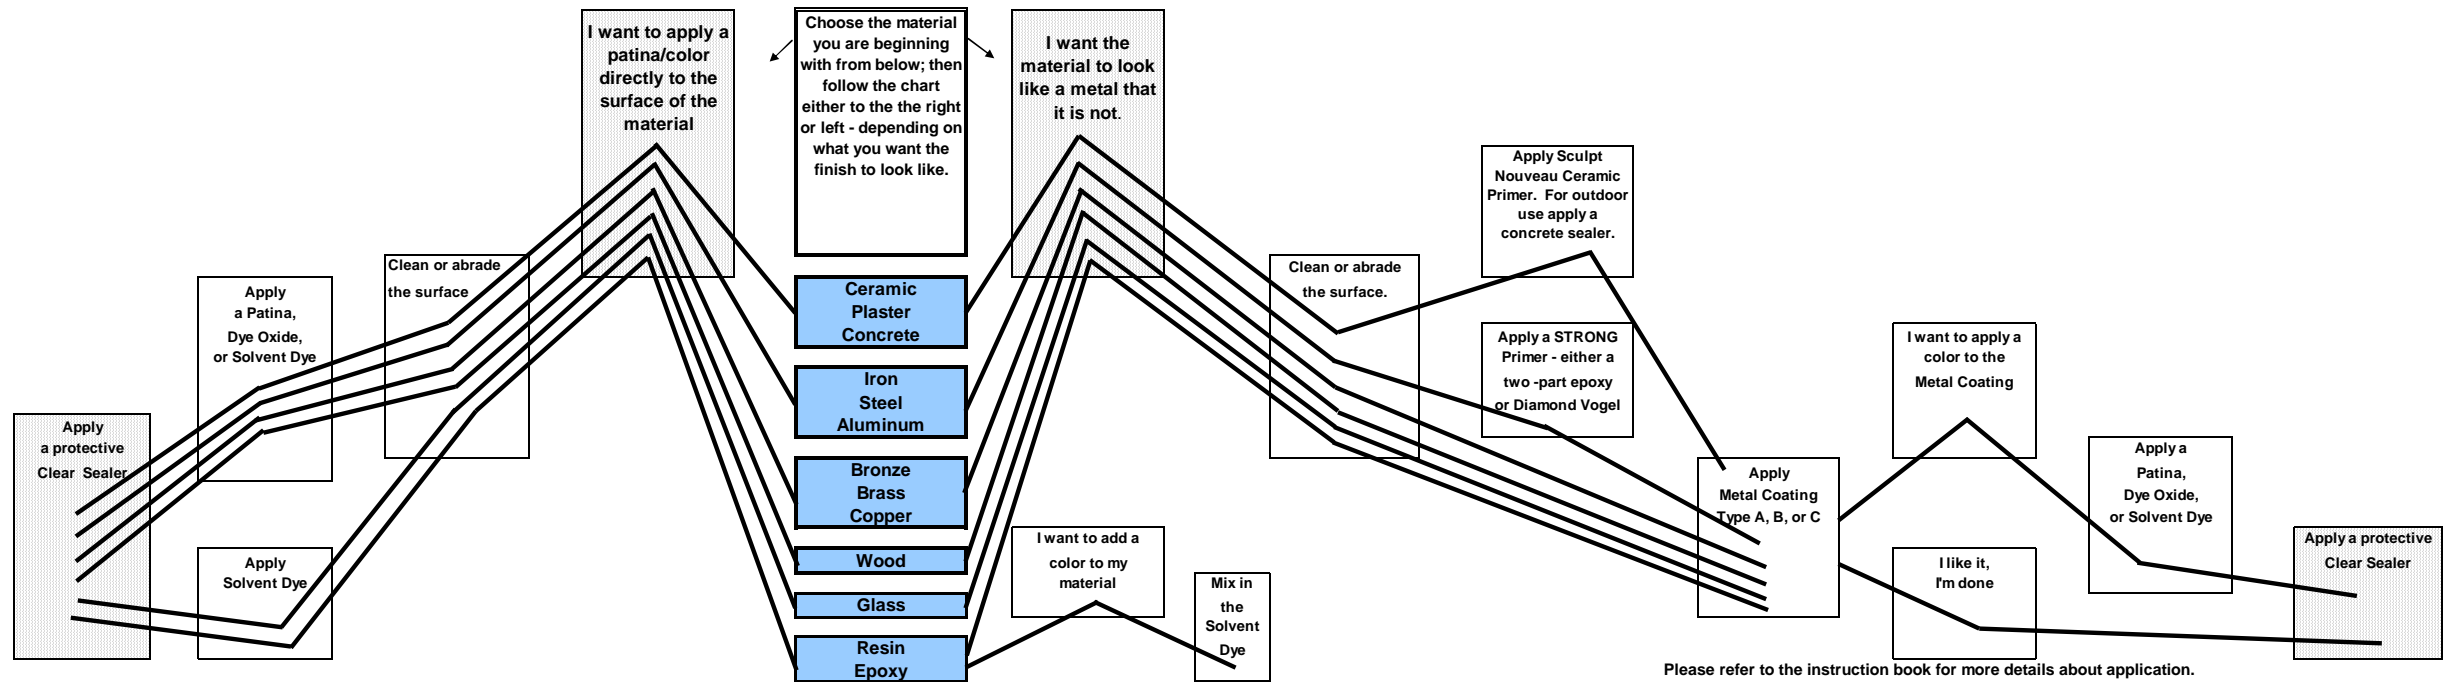 I want to apply a
patina/color
directly to the
surface of the
material
Choose the material
you are beginning
with from below; then
follow the chart
either to the the right
or left - depending on
what you want the
finish to look like.
I want the
material to look
like a metal that
it is not.
Apply Sculpt
Nouveau Ceramic
Primer. For outdoor
use apply a
concrete sealer.
Clean or abrade
the surface
Apply
a Patina,
Dye Oxide,
or Solvent Dye
Apply
a protective
Clear Sealer
Apply
Solvent Dye
Ceramic
Plaster
Concrete
Iron
Steel
Aluminum
Bronze
Brass
Copper
Wood
Glass
Resin
Epoxy
I want to add a
color to my
material
Mix in
the
Solvent
Dye
Clean or abrade
the surface.
Apply a STRONG
Primer - either a
two -part epoxy
or Diamond Vogel
Apply
Metal Coating
Type A, B, or C
I want to apply a
color to the
Metal Coating
I like it,
I'm done
Apply a
Patina,
Dye Oxide,
or Solvent Dye
Apply a protective
Clear Sealer
Please refer to the instruction book for more details about application.